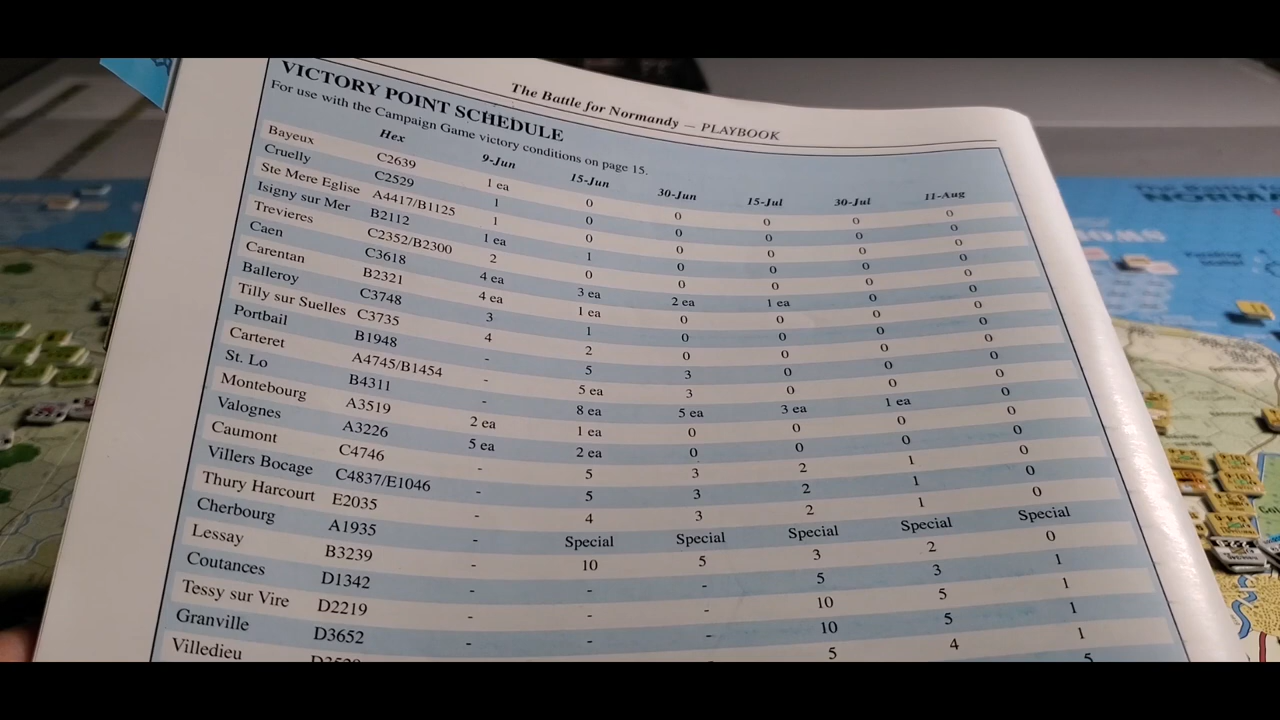 The Battle for Normandy — PLAYBOOK
VICTORY POINT SCHEDULE
For use with the Campaign Game victory conditions on page 15.
Hex 9-Jun 15-Jun 30-Jun 15-Jul 30-Jul 11-Aug
Bayeux C2639 1 ea 0 0 0 0 0
Cruelly C2529 1 0 0 0 0 0
Ste Mere Eglise A4417/B1125 1 0 0 0 0 0
Isigny sur Mer B2112 1 ea 1 0 0 0 0
Trevieres C2352/B2300 2 0 0 0 0 0
Caen C3618 4 ea 3 ea 2 ea 1 ea 0 0
Carentan B2321 4 ea 1 ea 0 0 0 0
Balleroy C3748 3 1 0 0 0 0
Tilly sur Suelles C3735 4 2 0 0 0 0
Portbail B1948 - 5 3 0 0 0
Carteret A4745/B1454 - 5 ea 3 0 0 0
St. Lo B4311 - 8 ea 5 ea 3 ea 1 ea 0
Montebourg A3519 2 ea 1 ea 0 0 0 0
Valognes A3226 5 ea 2 ea 0 0 0 0
Caumont C4746 - 5 3 2 1 0
Villers Bocage C4837/E1046 - 5 3 2 1 0
Thury Harcourt E2035 - 4 3 2 1 0
Cherbourg A1935 - Special Special Special Special Special
Lessay B3239 - 10 5 3 2 0
Coutances D1342 - - - 5 3 1
Tessy sur Vire D2219 - - - 10 5 1
Granville D3652 - - - 10 5 1
Villedieu 5 4 1
5